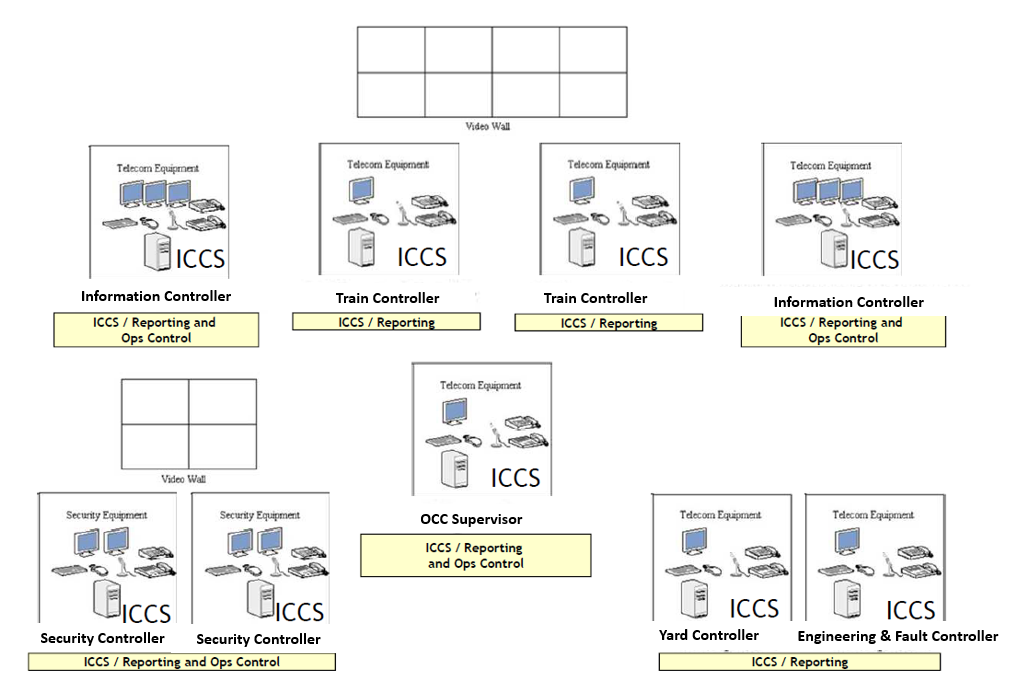 Video Wall
Telecom Equipment
ICCS
Information Controller
ICCS / Reporting and
Ops Control
Telecom Equipment
ICCS
Train Controller
ICCS / Reporting
Telecom Equipment
ICCS
Train Controller
ICCS / Reporting
Telecom Equipment
ICCS
Information Controller
ICCS / Reporting and
Ops Control
Video Wall
Telecom Equipment
ICCS
OCC Supervisor
ICCS / Reporting
and Ops Control
Security Equipment
ICCS
Security Controller
Security Equipment
ICCS
Security Controller
ICCS / Reporting and Ops Control
Telecom Equipment
ICCS
Yard Controller
Telecom Equipment
ICCS
Engineering & Fault Controller
ICCS / Reporting